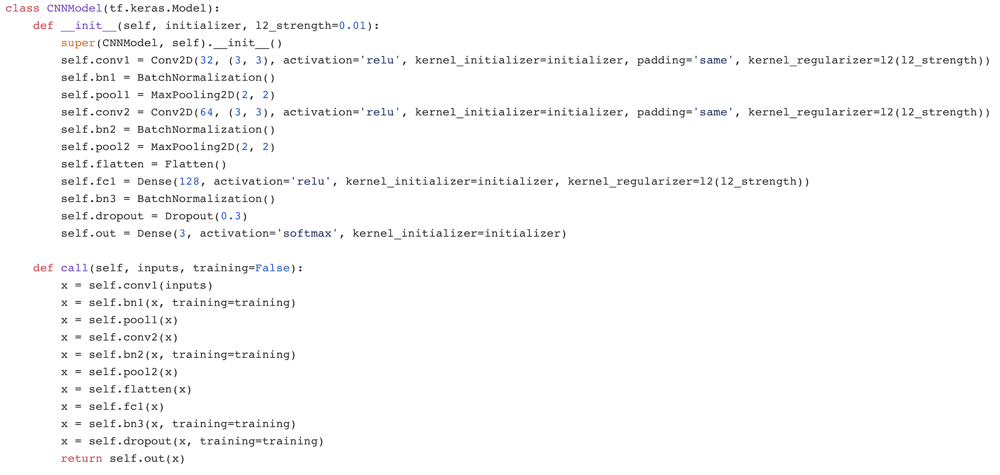 class CNNModel(tf.keras.Model):
    def __init__(self, initializer, l2_strength=0.01):
        super(CNNModel, self).__init__()
        self.conv1 = Conv2D(32, (3, 3), activation='relu', kernel_initializer=initializer, padding='same', kernel_regularizer=l2(l2_strength))
        self.bn1 = BatchNormalization()
        self.pool1 = MaxPooling2D(2, 2)
        self.conv2 = Conv2D(64, (3, 3), activation='relu', kernel_initializer=initializer, padding='same', kernel_regularizer=l2(l2_strength))
        self.bn2 = BatchNormalization()
        self.pool2 = MaxPooling2D(2, 2)
        self.flatten = Flatten()
        self.fc1 = Dense(128, activation='relu', kernel_initializer=initializer, kernel_regularizer=l2(l2_strength))
        self.bn3 = BatchNormalization()
        self.dropout = Dropout(0.3)
        self.out = Dense(3, activation='softmax', kernel_initializer=initializer)

    def call(self, inputs, training=False):
        x = self.conv1(inputs)
        x = self.bn1(x, training=training)
        x = self.pool1(x)
        x = self.conv2(x)
        x = self.bn2(x, training=training)
        x = self.pool2(x)
        x = self.flatten(x)
        x = self.fc1(x)
        x = self.bn3(x, training=training)
        x = self.dropout(x, training=training)
        return self.out(x)